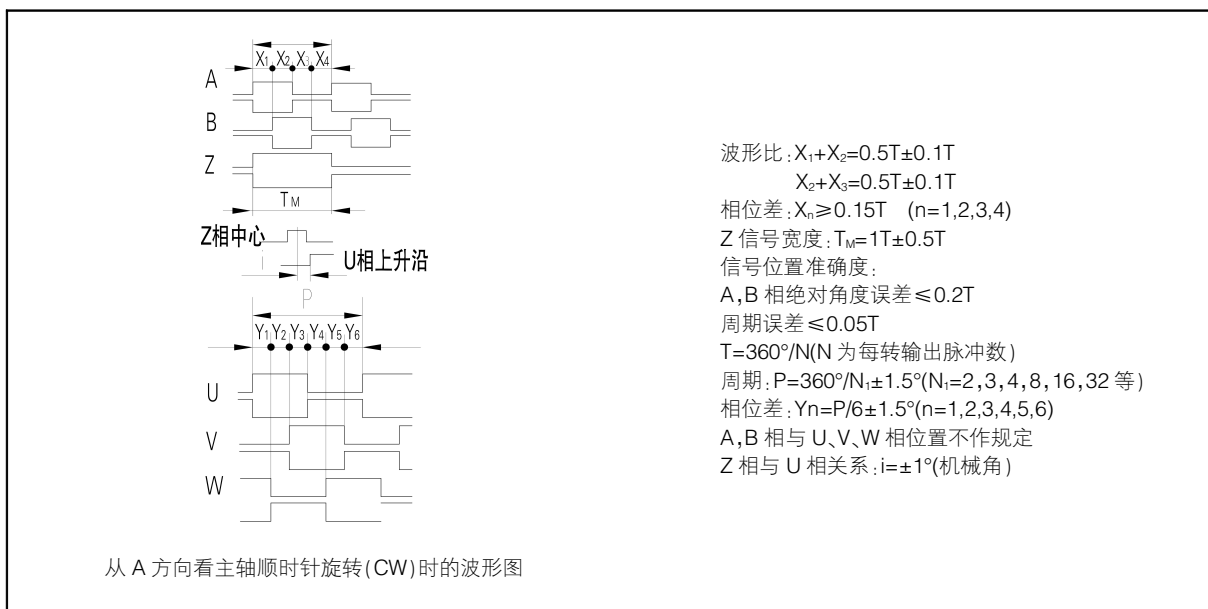 X₁ X₂ X₃ X₄
A
B
Z
TM
Z相中心
i
U相上升沿
P
Y₁ Y₂ Y₃ Y₄ Y₅ Y₆
U
V
W
从 A 方向看主轴顺时针旋转(CW)时的波形图
波形比:X₁+X₂=0.5T±0.1T
X₂+X₃=0.5T±0.1T
相位差:Xₙ≥0.15T (n=1,2,3,4)
Z 信号宽度:TM=1T±0.5T
信号位置准确度:
A,B 相绝对角度误差≤0.2T
周期误差≤0.05T
T=360°/N(N 为每转输出脉冲数)
周期:P=360°/N₁±1.5°(N₁=2,3,4,8,16,32 等)
相位差:Yn=P/6±1.5°(n=1,2,3,4,5,6)
A,B 相与 U、V、W 相位置不作规定
Z 相与 U 相关系:i=±1°(机械角)